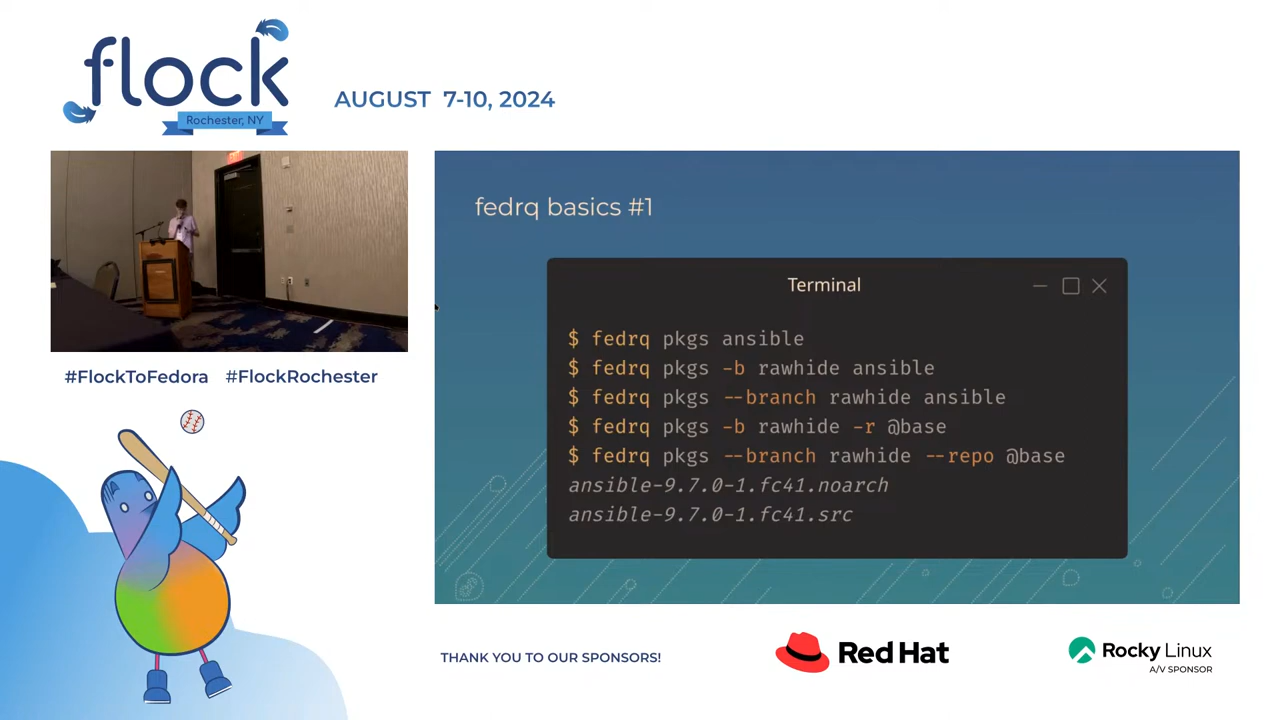 flock
Rochester, NY
AUGUST 7-10, 2024
#FlockToFedora #FlockRochester
fedrq basics #1
Terminal
$ fedrq pkgs ansible
$ fedrq pkgs -b rawhide ansible
$ fedrq pkgs --branch rawhide ansible
$ fedrq pkgs -b rawhide -r @base
$ fedrq pkgs --branch rawhide --repo @base
ansible-9.7.0-1.fc41.noarch
ansible-9.7.0-1.fc41.src
THANK YOU TO OUR SPONSORS!
Red Hat
Rocky Linux
A/V SPONSOR